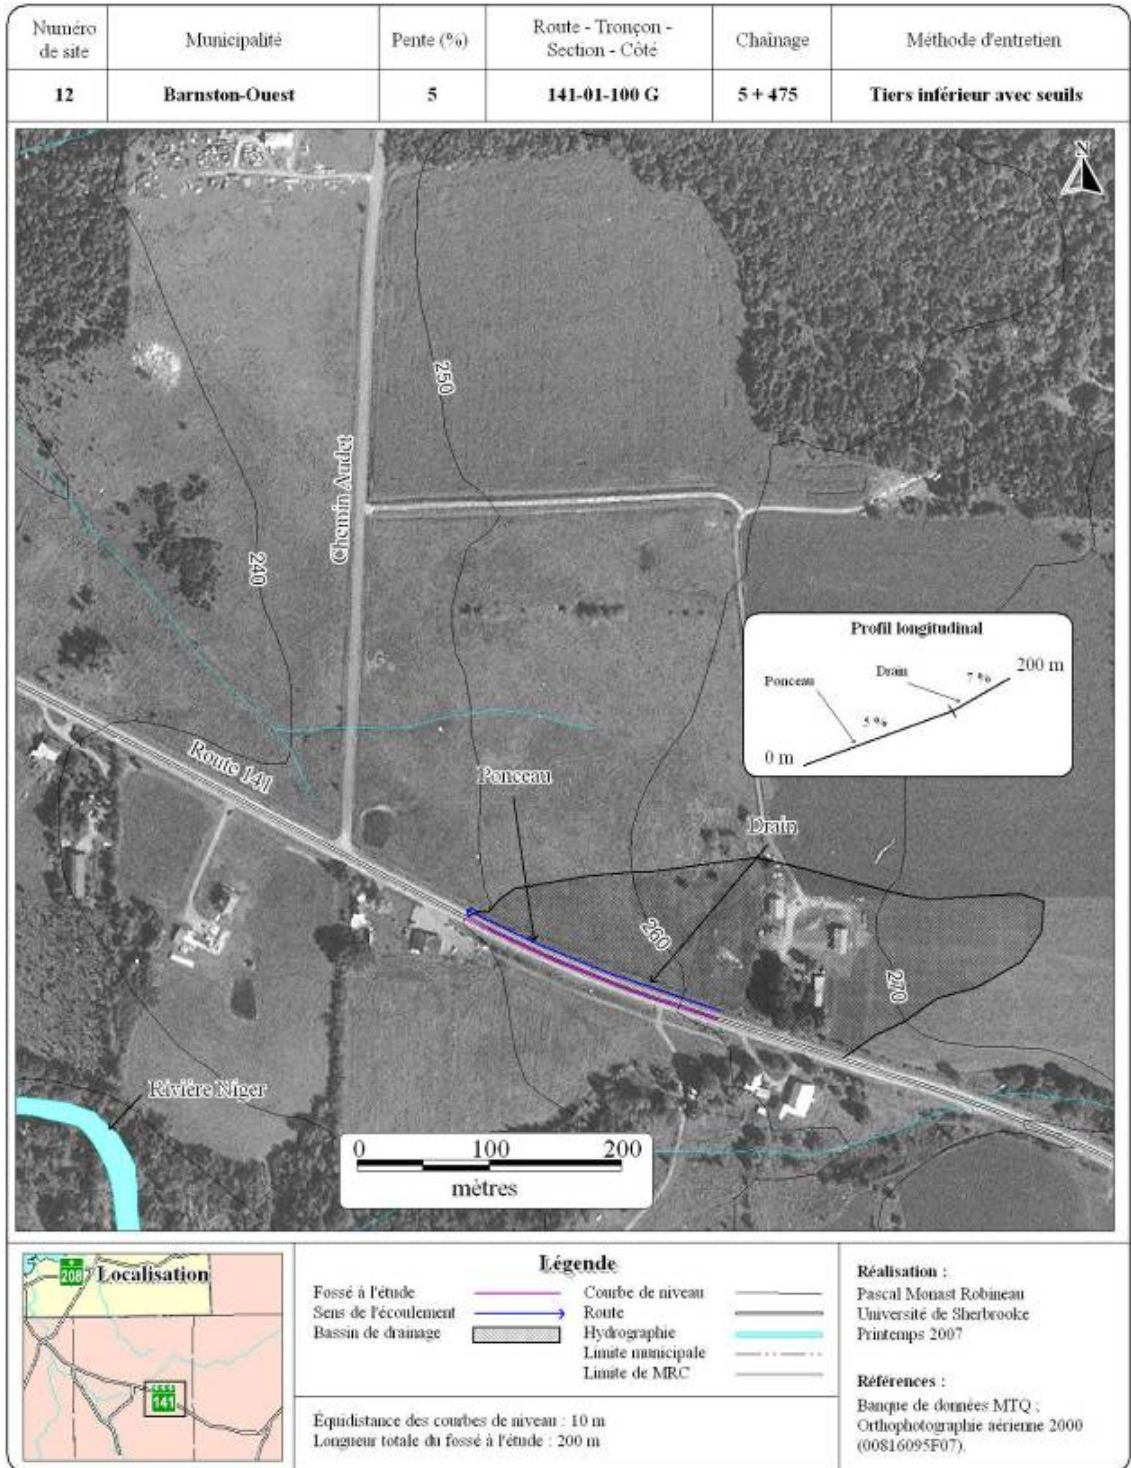 Numéro de site
Municipalité
Pente (%)
Route - Tronçon - Section - Côté
Chaînage
Méthode d'entretien
12
Barnston-Ouest
5
141-01-100 G
5 + 475
Tiers inférieur avec seuils
N
250
Chemin Audet
240
Profil longitudinal
7 %
200 m
Drain
Ponceau
5 %
0 m
Route 141
Ponceau
Drain
260
270
Rivière Niger
0 100 200
mètres
208
Localisation
141
Légende
Fossé à l'étude
Sens de l'écoulement
Bassin de drainage
Courbe de niveau
Route
Hydrographie
Limite municipale
Limite de MRC
Équidistance des courbes de niveau : 10 m
Longueur totale du fossé à l'étude : 200 m
Réalisation :
Pascal Monast Robineau
Université de Sherbrooke
Printemps 2007
Références :
Banque de données MTQ ;
Orthophotographie aérienne 2000
(00816095F07).